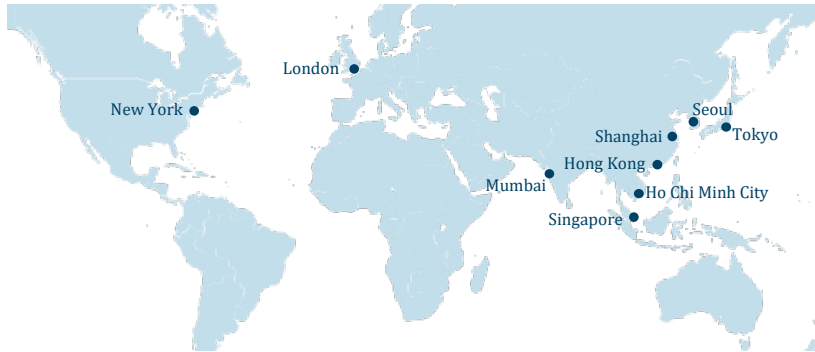 London
New York
Seoul
Shanghai
Tokyo
Hong Kong
Mumbai
Ho Chi Minh City
Singapore